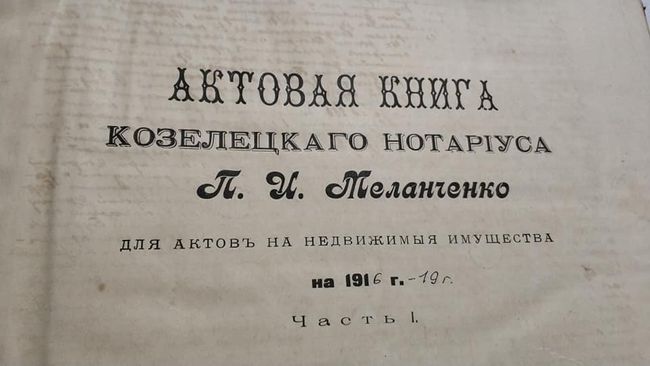 АКТОВАЯ КНИГА
КОЗЕЛЕЦКАГО НОТАРІУСА
П. И. Меланченко
ДЛЯ АКТОВЪ НА НЕДВИЖИМЫЯ ИМУЩЕСТВА
на 1916 г. -19 г.
Часть I.